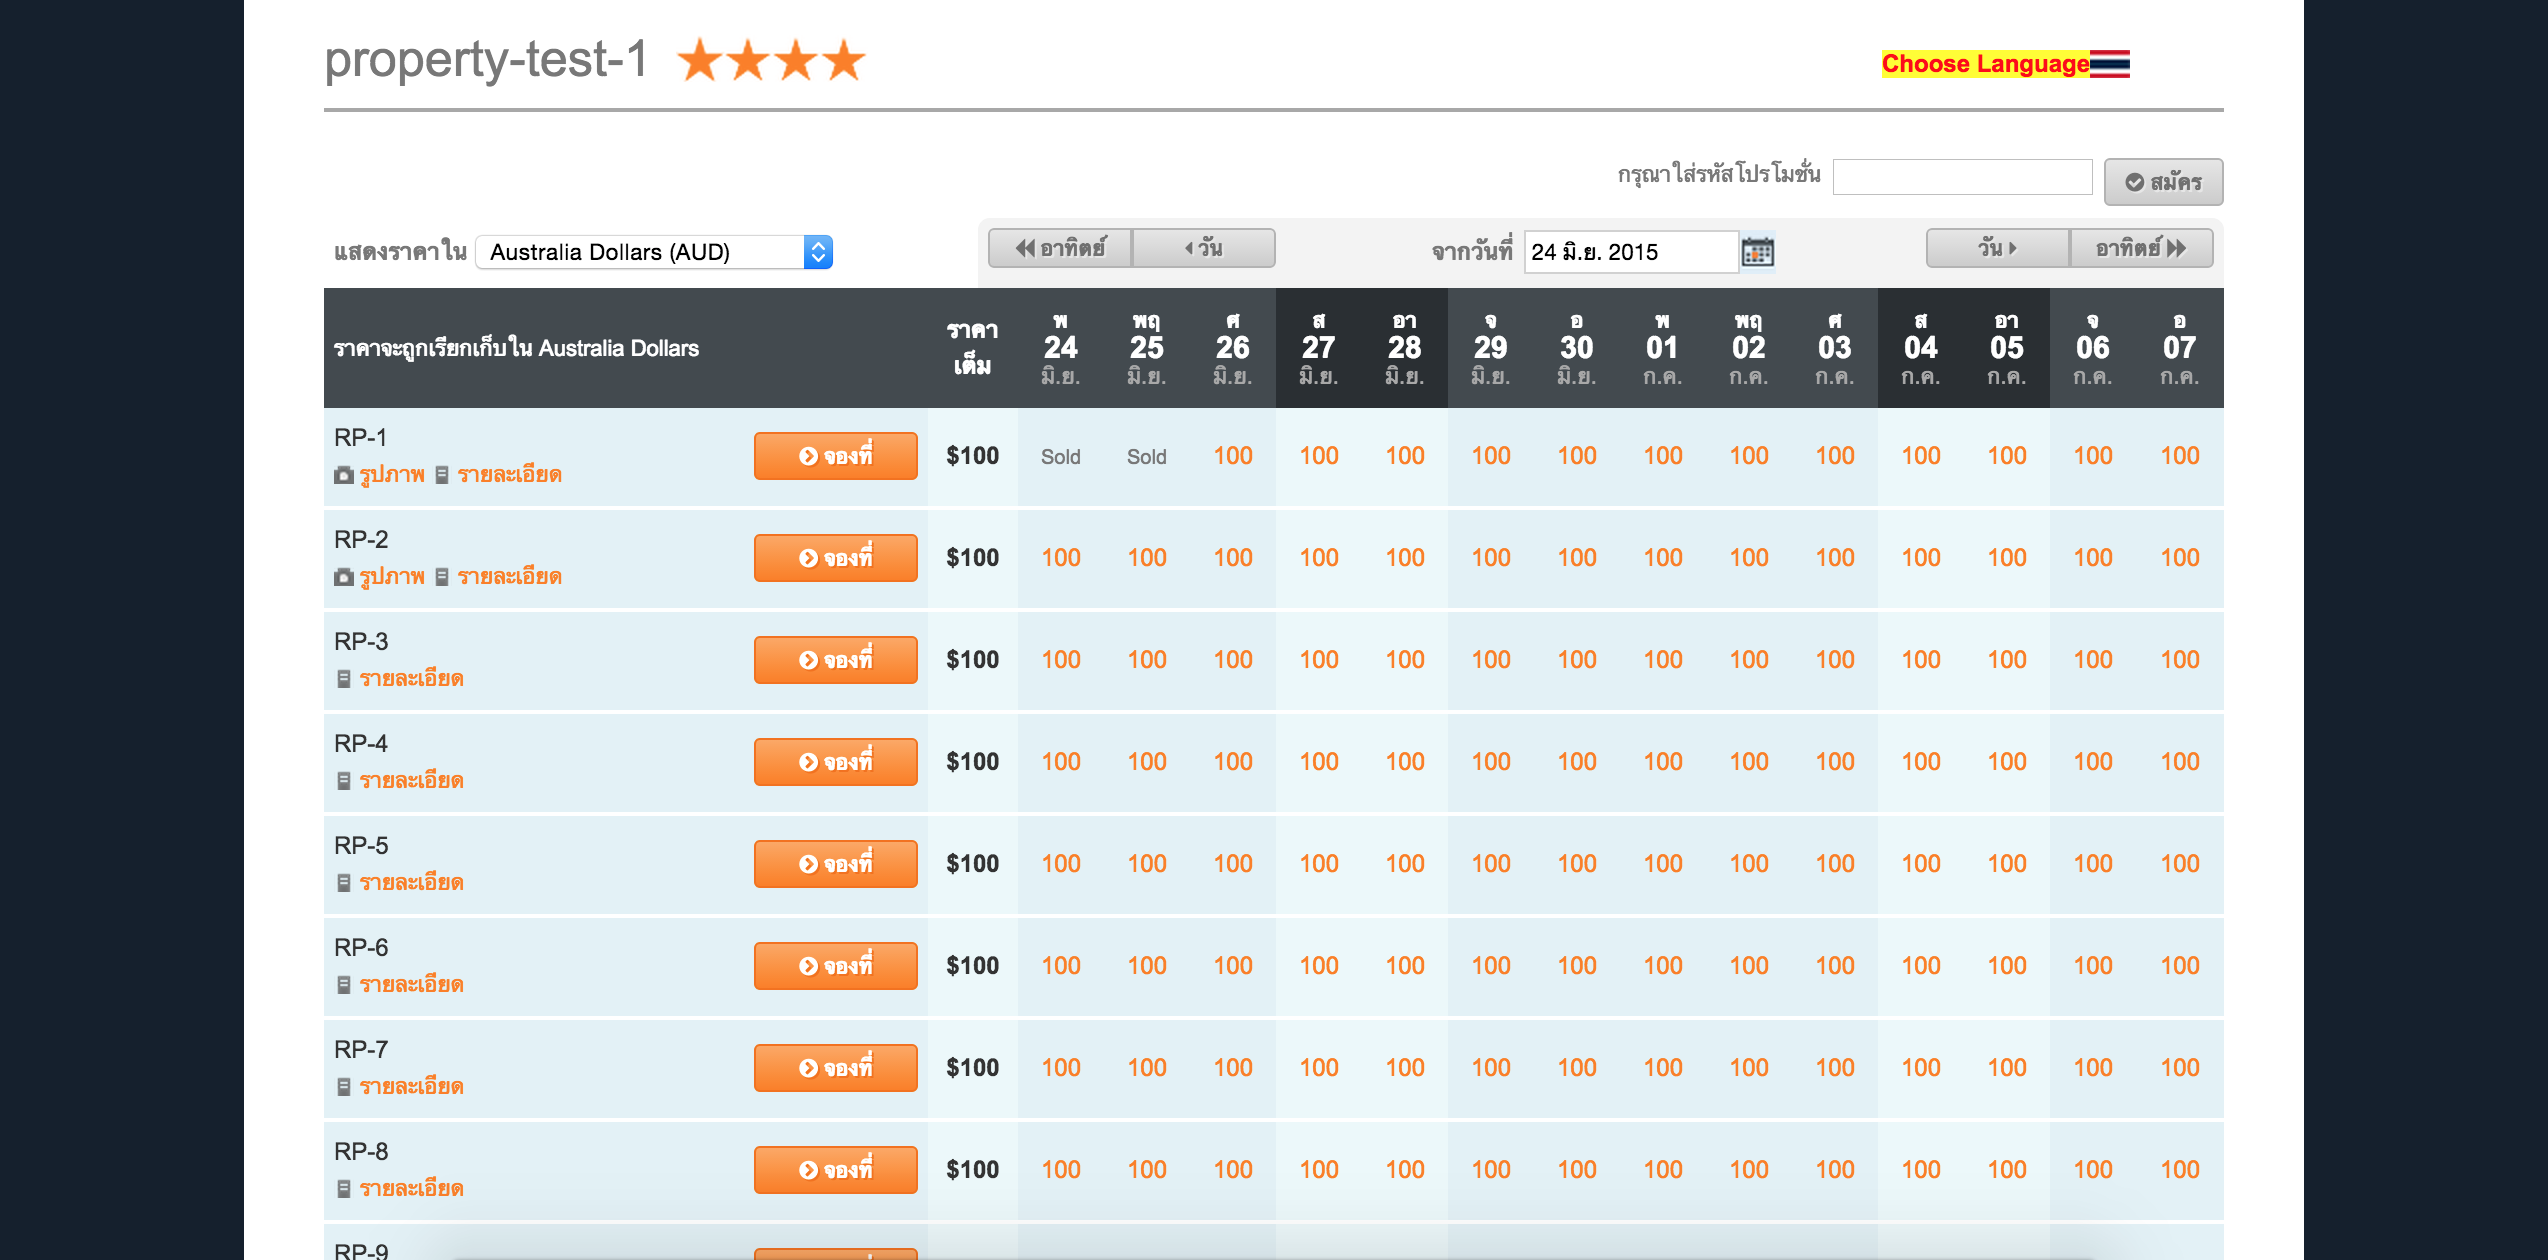 property-test-1
Choose Language
กรุณาใส่รหัสโปรโมชั่น สมัคร
แสดงราคาใน Australia Dollars (AUD) อาทิตย์ วัน จากวันที่ 24 มิ.ย. 2015 วัน อาทิตย์
ราคาจะถูกเรียกเก็บใน Australia Dollars ราคาเต็ม พ 24 มิ.ย. พฤ 25 มิ.ย. ศ 26 มิ.ย. ส 27 มิ.ย. อา 28 มิ.ย. จ 29 มิ.ย. อ 30 มิ.ย. พ 01 ก.ค. พฤ 02 ก.ค. ศ 03 ก.ค. ส 04 ก.ค. อา 05 ก.ค. จ 06 ก.ค. อ 07 ก.ค.
RP-1
รูปภาพ รายละเอียด จองที่ $100 Sold Sold 100 100 100 100 100 100 100 100 100 100 100 100
RP-2
รูปภาพ รายละเอียด จองที่ $100 100 100 100 100 100 100 100 100 100 100 100 100 100 100
RP-3
รายละเอียด จองที่ $100 100 100 100 100 100 100 100 100 100 100 100 100 100 100
RP-4
รายละเอียด จองที่ $100 100 100 100 100 100 100 100 100 100 100 100 100 100 100
RP-5
รายละเอียด จองที่ $100 100 100 100 100 100 100 100 100 100 100 100 100 100 100
RP-6
รายละเอียด จองที่ $100 100 100 100 100 100 100 100 100 100 100 100 100 100 100
RP-7
รายละเอียด จองที่ $100 100 100 100 100 100 100 100 100 100 100 100 100 100 100
RP-8
รายละเอียด จองที่ $100 100 100 100 100 100 100 100 100 100 100 100 100 100 100
RP-9